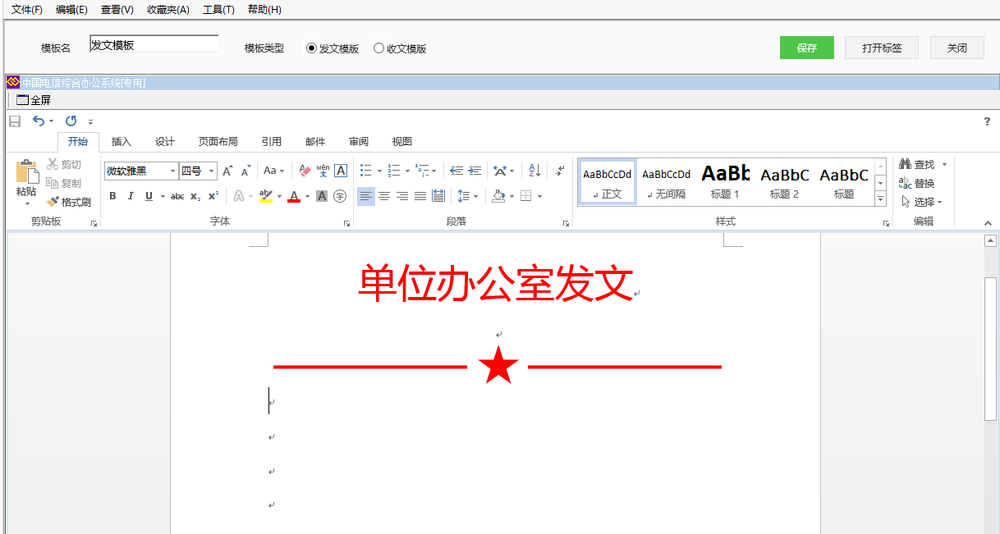 文件(F) 编辑(E) 查看(V) 收藏夹(A) 工具(T) 帮助(H)
模板名 发文模板 模板类型 发文模版 收文模版 保存 打开标签 关闭
中国电信综合办公系统[专用]
全屏
?
开始 插入 设计 页面布局 引用 邮件 审阅 视图
粘贴
剪切
复制
格式刷
剪贴板
微软雅黑 四号 A A Aa wén 文 A
B I U abc x₂ x² A aby A A 字
字体
A Z
段落
AaBbCcDd AaBbCcDd AaBb AaBbC AaBbC
正文 无间隔 标题 1 标题 2 标题
样式
查找
替换
选择
编辑
单位办公室发文